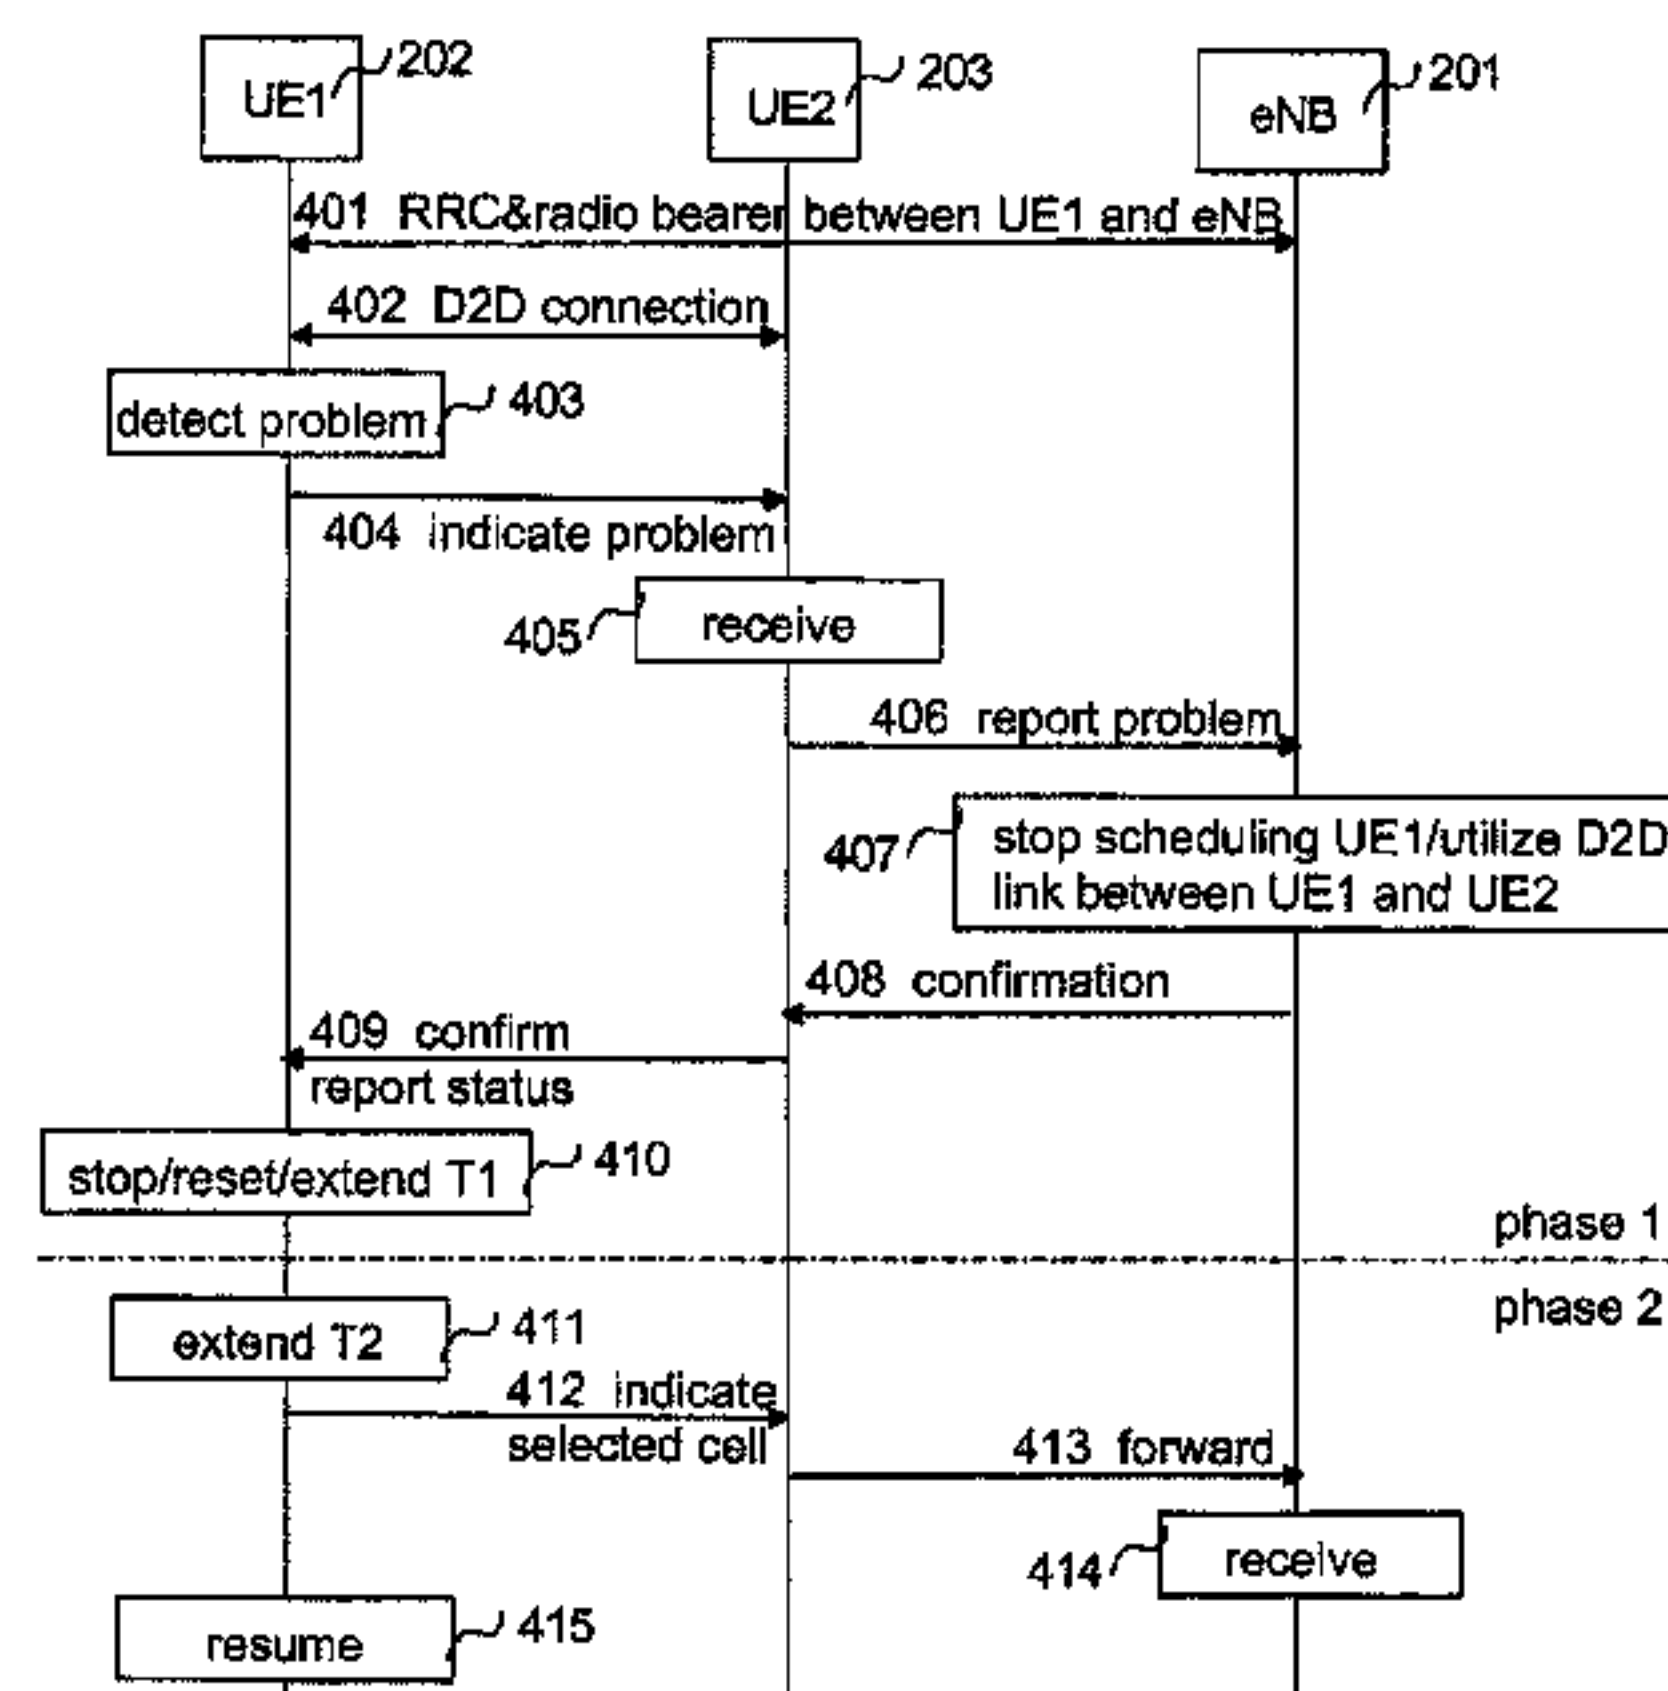 UE1 202
UE2 203
eNB 201
401 RRC&radio bearer between UE1 and eNB
402 D2D connection
detect problem 403
404 indicate problem
405 receive
406 report problem
407 stop scheduling UE1/utilize D2D
link between UE1 and UE2
408 confirmation
409 confirm
report status
stop/reset/extend T1 410
phase 1
phase 2
extend T2 411
412 indicate
selected cell
413 forward
414 receive
resume 415